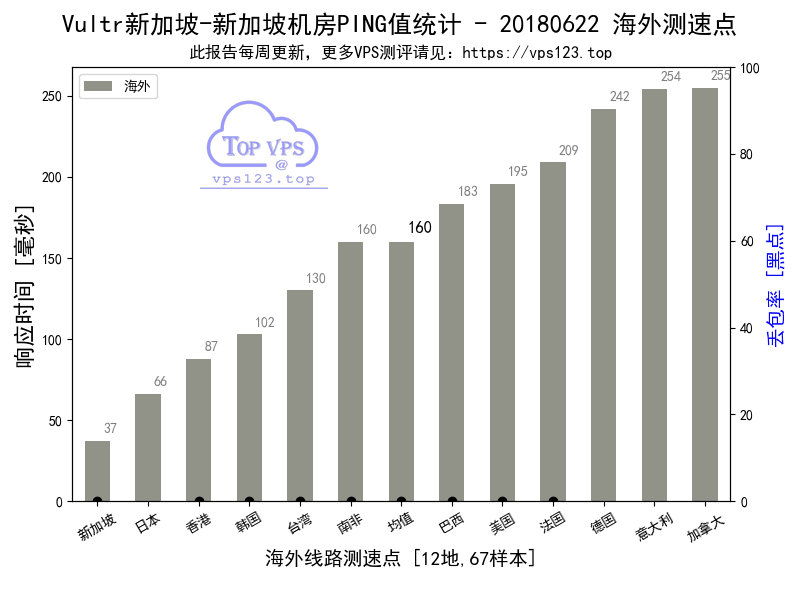 Vultr新加坡-新加坡机房PING值统计 - 20180622 海外测速点
此报告每周更新，更多VPS测评请见：https://vps123.top
海外
TOP VPS
@
vps123.top
响应时间 [毫秒]
250
200
150
100
50
0
37
66
87
102
130
160
160
183
195
209
242
254
255
100
80
60
40
20
0
丢包率 [黑点]
新加坡
日本
香港
韩国
台湾
南非
均值
巴西
美国
法国
德国
意大利
加拿大
海外线路测速点 [12地,67样本]